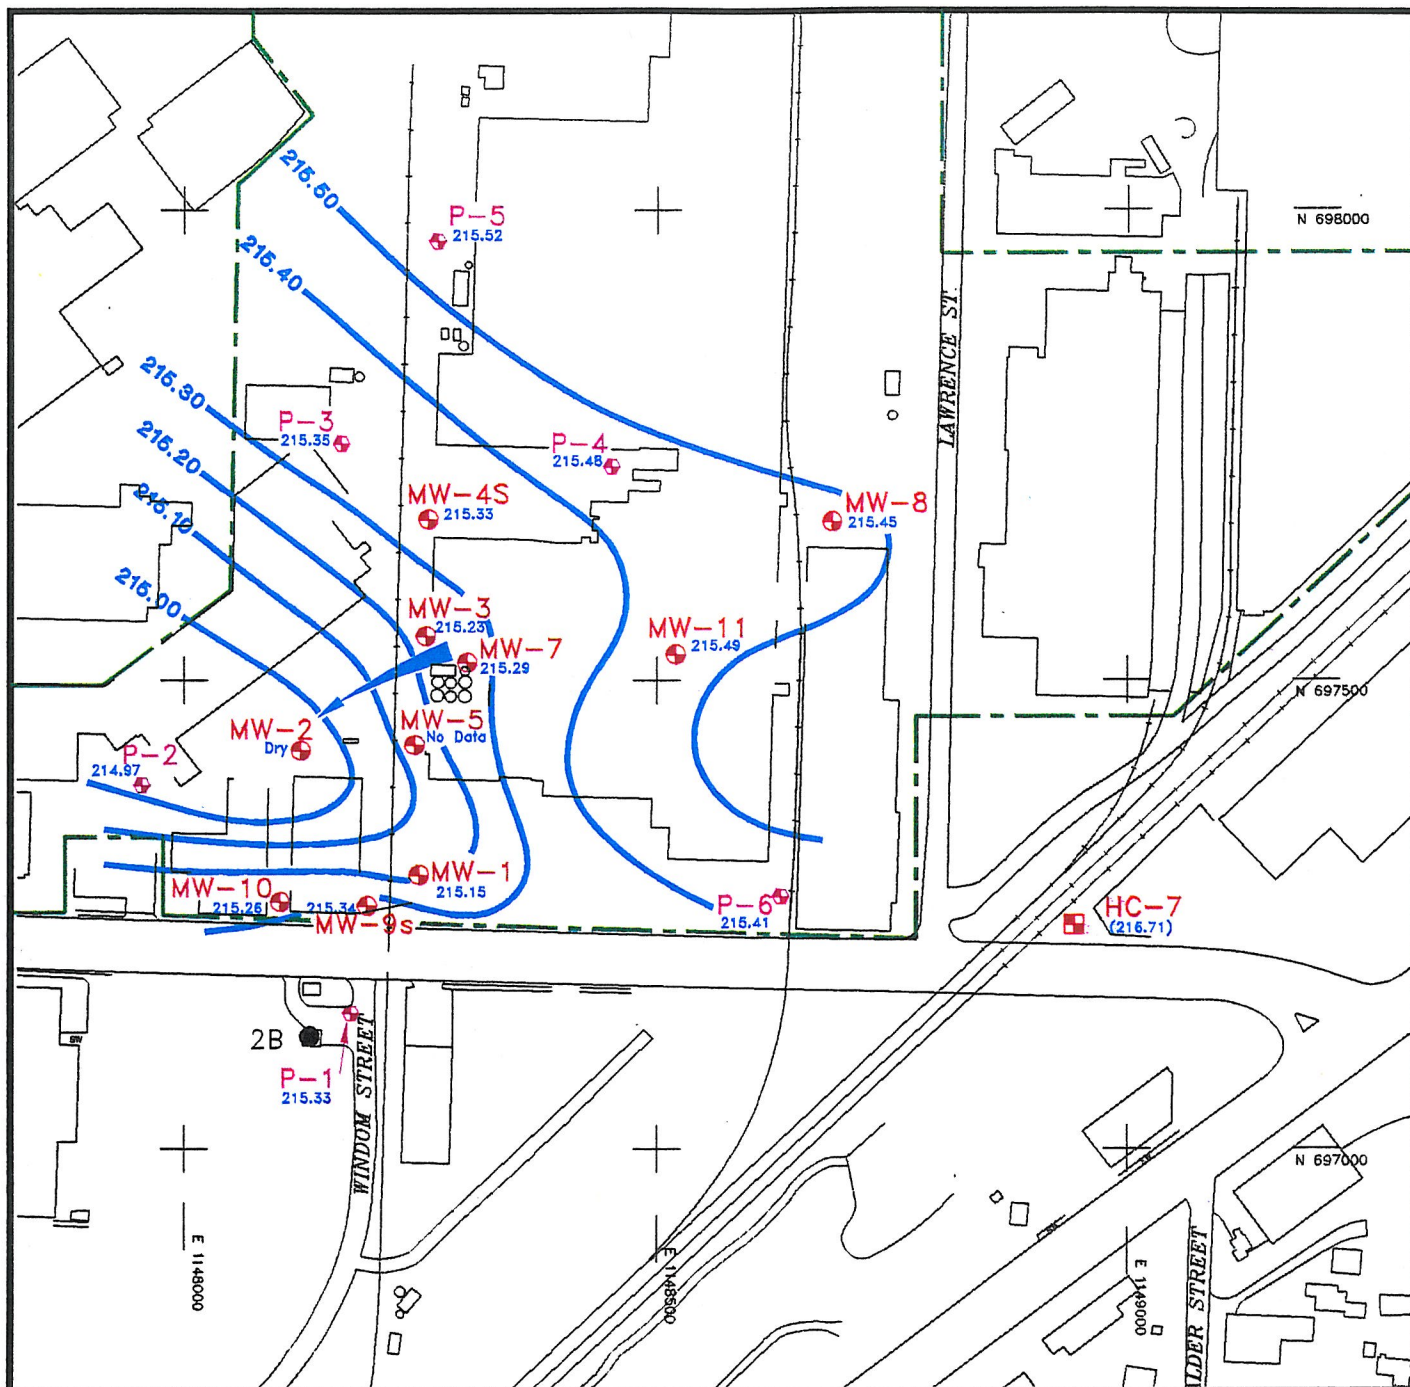 215.50
P-5
215.52
N 698000
215.40
LAWRENCE ST.
215.30
P-3
215.35
215.20
P-4
215.48
215.10
MW-4S
215.33
MW-8
215.45
215.00
MW-3
215.23
MW-7
215.29
MW-11
215.49
N 697500
MW-2
Dry
MW-5
No Data
P-2
214.97
MW-1
215.15
MW-10
215.26
215.34
MW-9s
P-6
215.41
HC-7
(216.71)
2B
P-1
215.33
WINDOM STREET
N 697000
E 1148000
E 1148500
E 1149000
ALDER STREET